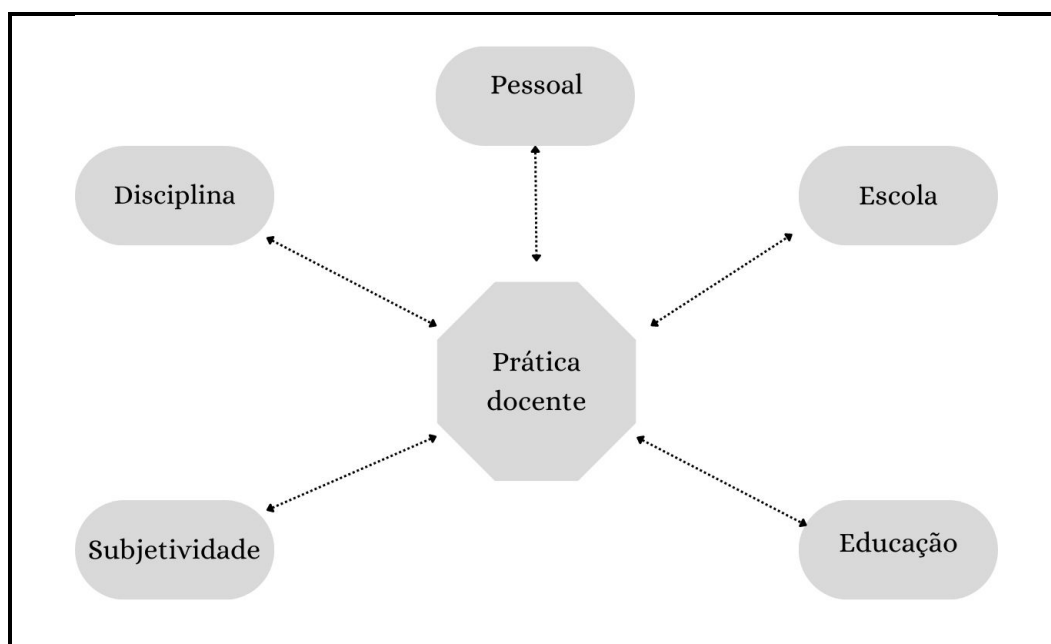 Pessoal
Disciplina
Escola
Prática
docente
Subjetividade
Educação